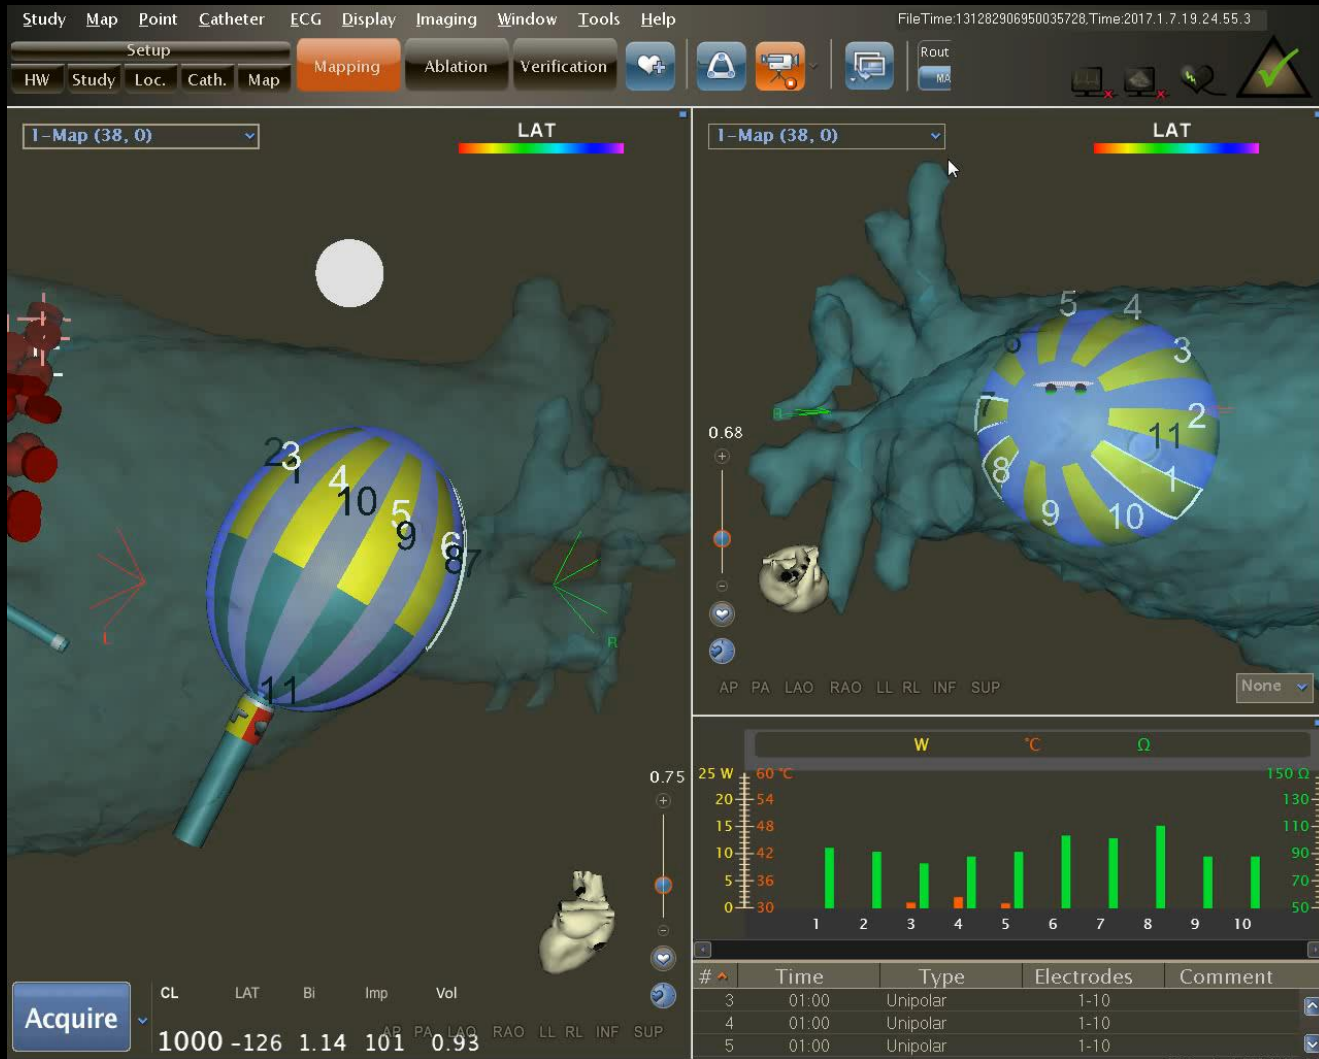 Study Map Point Catheter ECG Display Imaging Window Tools Help
FileTime:131282906950035728,Time:2017.1.7.19.24.55.3
Setup
HW Study Loc. Cath. Map
Mapping Ablation Verification
Rout
MA
1-Map (38, 0)
LAT
2 3 1
4
10
5
9
6
8 7
11
L
R
0.75
Acquire
CL LAT Bi Imp Vol
1000 -126 1.14 101 0.93
AP PA LAO RAO LL RL INF SUP
1-Map (38, 0)
LAT
5 4
6 3
7 2
11
8 1
9 10
0.68
AP PA LAO RAO LL RL INF SUP
None
W °C Ω
25 W 60 °C 150 Ω
20 54 130
15 48 110
10 42 90
5 36 70
0 30 50
1 2 3 4 5 6 7 8 9 10
# Time Type Electrodes Comment
3 01:00 Unipolar 1-10
4 01:00 Unipolar 1-10
5 01:00 Unipolar 1-10